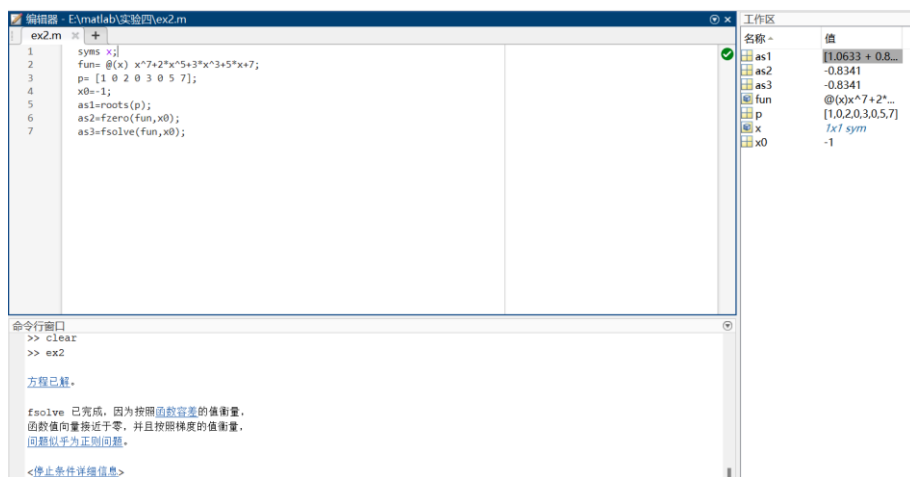 编辑器 - E:\matlab\实验四\ex2.m
ex2.m
1 syms x;
2 fun= @(x) x^7+2*x^5+3*x^3+5*x+7;
3 p= [1 0 2 0 3 0 5 7];
4 x0=-1;
5 as1=roots(p);
6 as2=fzero(fun,x0);
7 as3=fsolve(fun,x0);
工作区
名称 值
as1 [1.0633 + 0.8...
as2 -0.8341
as3 -0.8341
fun @(x)x^7+2*...
p [1,0,2,0,3,0,5,7]
x 1x1 sym
x0 -1
命令行窗口
>> clear
>> ex2
方程已解。
fsolve 已完成，因为按照函数容差的值衡量，
函数值向量接近于零，并且按照梯度的值衡量，
问题似乎为正则问题。
<停止条件详细信息>